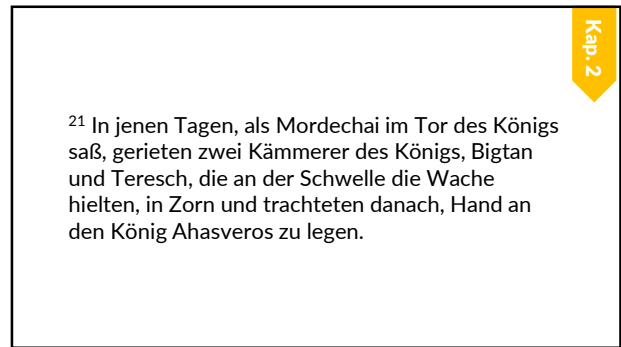 Kap. 2
²¹ In jenen Tagen, als Mordechai im Tor des Königs
saß, gerieten zwei Kämmerer des Königs, Bigtan
und Teresch, die an der Schwelle die Wache
hielten, in Zorn und trachteten danach, Hand an
den König Ahasveros zu legen.